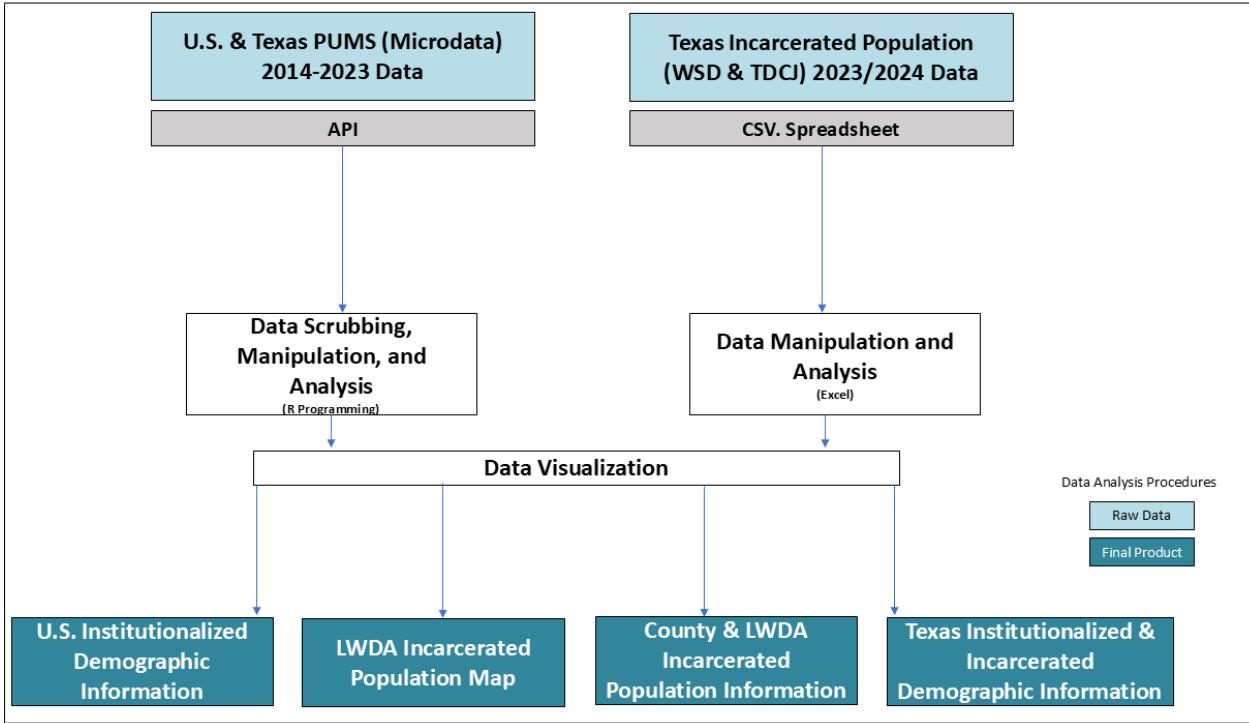 U.S. & Texas PUMS (Microdata)
2014-2023 Data
Texas Incarcerated Population
(WSD & TDCJ) 2023/2024 Data
API
CSV. Spreadsheet
Data Scrubbing,
Manipulation, and
Analysis
(R Programming)
Data Manipulation and
Analysis
(Excel)
Data Visualization
Data Analysis Procedures
Raw Data
Final Product
U.S. Institutionalized
Demographic
Information
LWDA Incarcerated
Population Map
County & LWDA
Incarcerated
Population Information
Texas Institutionalized &
Incarcerated
Demographic Information